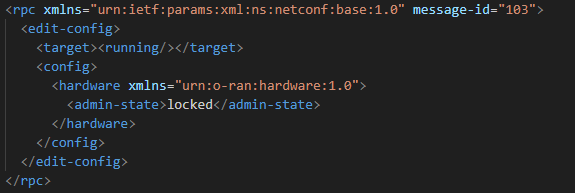 <rpc xmlns="urn:ietf:params:xml:ns:netconf:base:1.0" message-id="103">
<edit-config>
<target><running/></target>
<config>
<hardware xmlns="urn:o-ran:hardware:1.0">
<admin-state>locked</admin-state>
</hardware>
</config>
</edit-config>
</rpc>